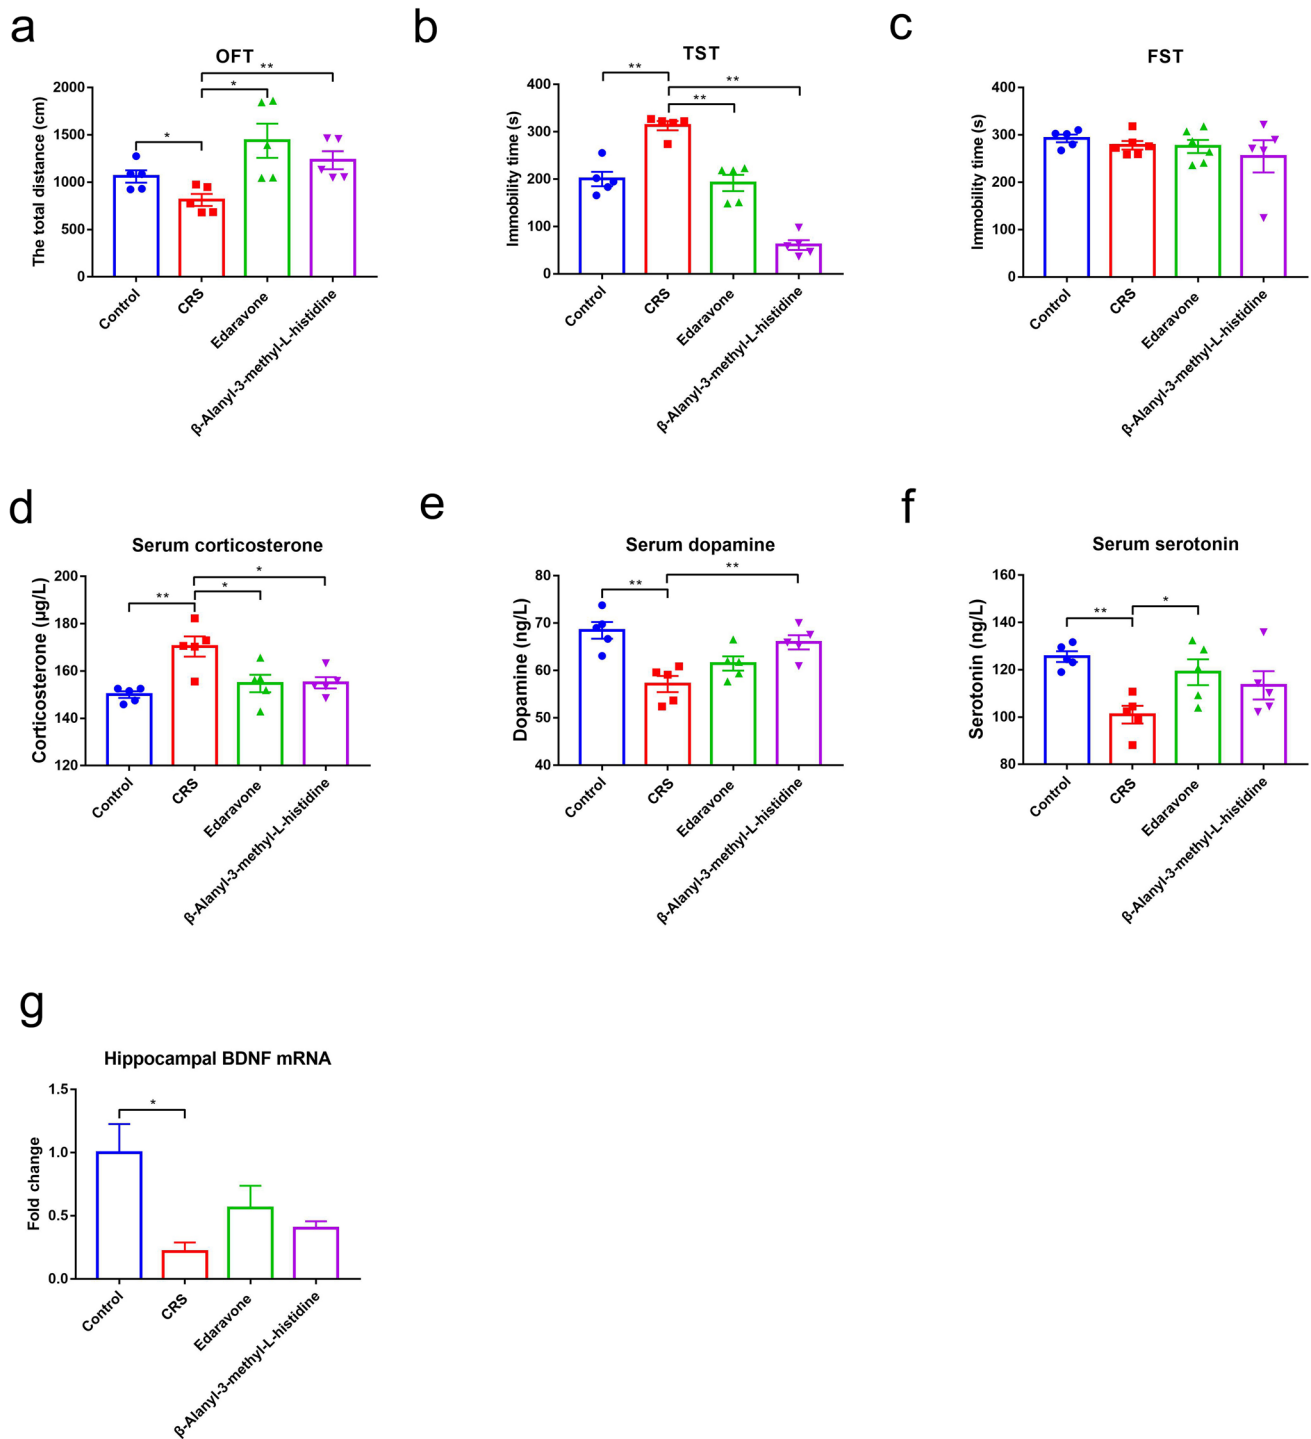 a
OFT
The total distance (cm)
2000
1500
1000
500
0
*
*
**
Control
CRS
Edaravone
β-Alanyl-3-methyl-L-histidine
b
TST
Immobility time (s)
400
300
200
100
0
**
**
**
Control
CRS
Edaravone
β-Alanyl-3-methyl-L-histidine
c
FST
Immobility time (s)
400
300
200
100
0
Control
CRS
Edaravone
β-Alanyl-3-methyl-L-histidine
d
Serum corticosterone
Corticosterone (μg/L)
200
180
160
140
120
**
*
*
Control
CRS
Edaravone
β-Alanyl-3-methyl-L-histidine
e
Serum dopamine
Dopamine (ng/L)
80
70
60
50
40
**
**
Control
CRS
Edaravone
β-Alanyl-3-methyl-L-histidine
f
Serum serotonin
Serotonin (ng/L)
160
140
120
100
80
**
*
Control
CRS
Edaravone
β-Alanyl-3-methyl-L-histidine
g
Hippocampal BDNF mRNA
Fold change
1.5
1.0
0.5
0.0
*
Control
CRS
Edaravone
β-Alanyl-3-methyl-L-histidine